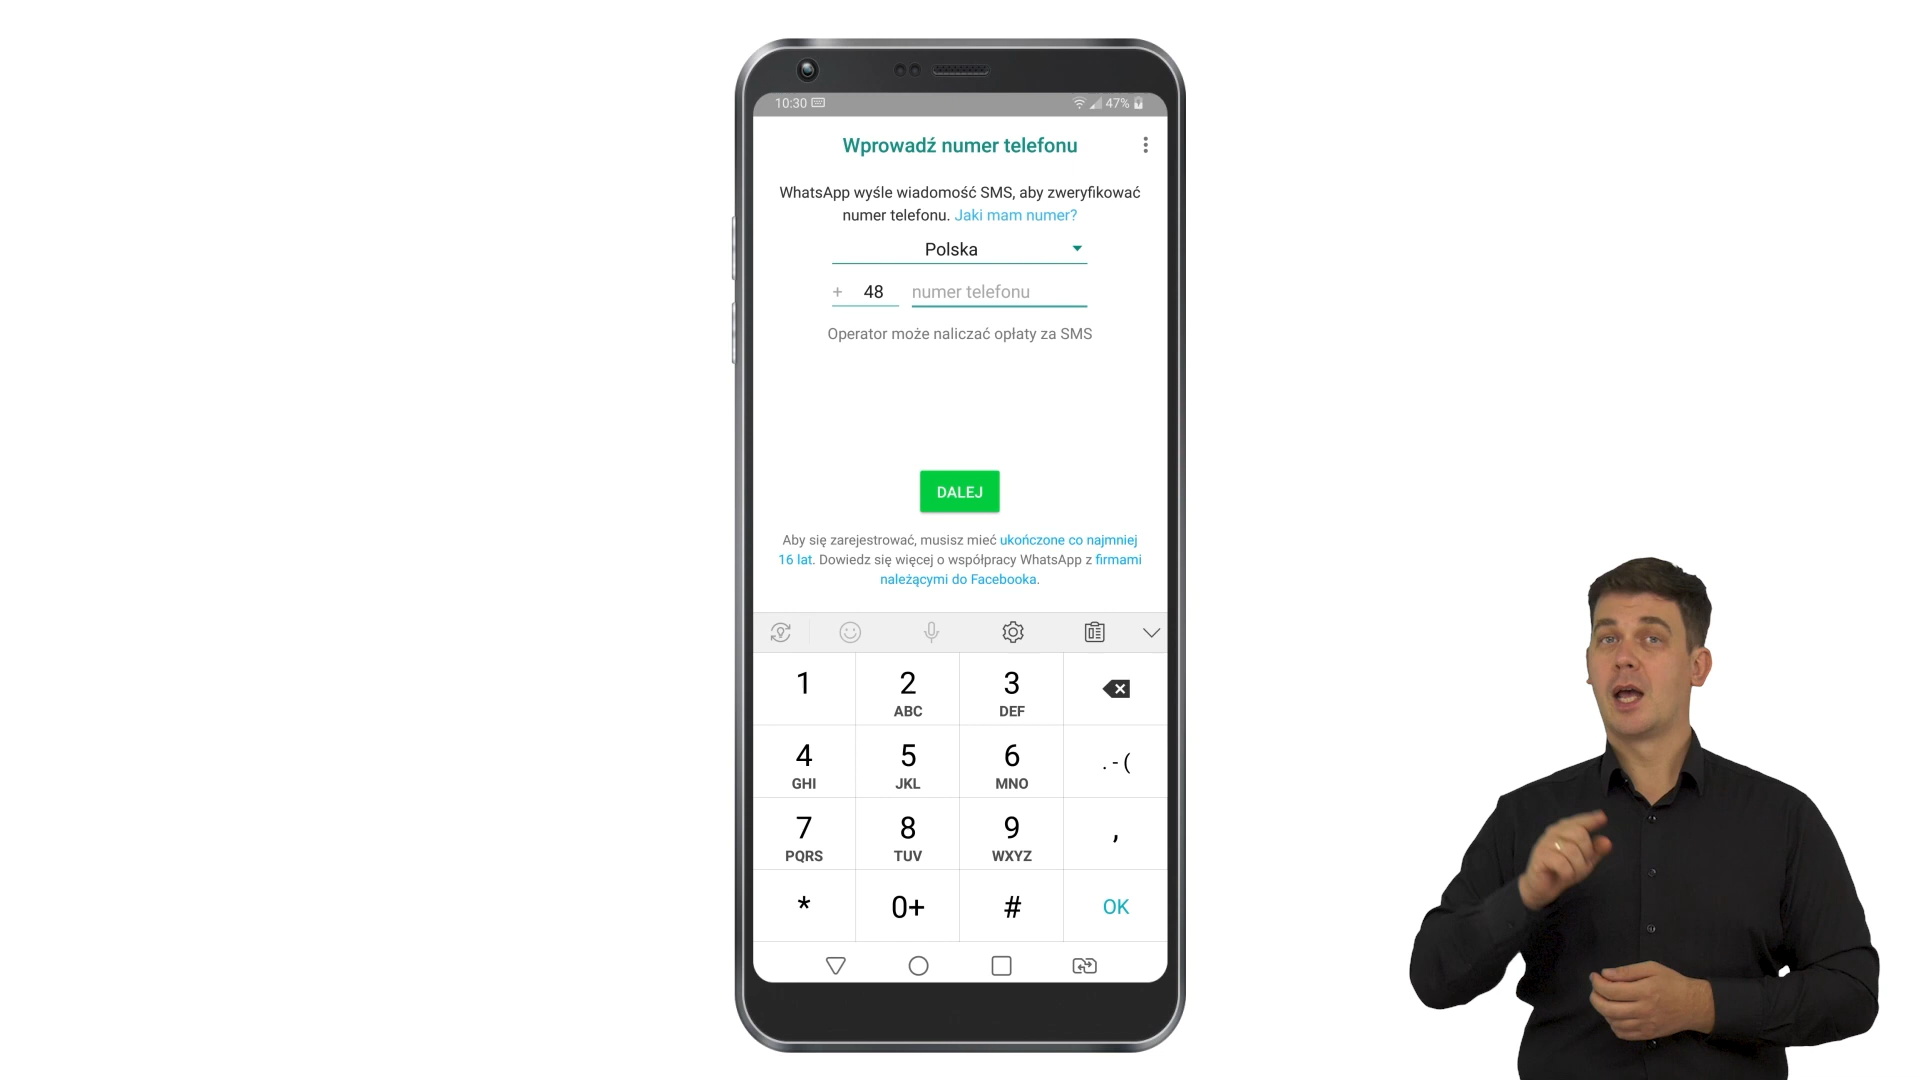 10:30 47%
Wprowadź numer telefonu
WhatsApp wyśle wiadomość SMS, aby zweryfikować
numer telefonu. Jaki mam numer?
Polska
+ 48 numer telefonu
Operator może naliczać opłaty za SMS
DALEJ
Aby się zarejestrować, musisz mieć ukończone co najmniej
16 lat. Dowiedz się więcej o współpracy WhatsApp z firmami
należącymi do Facebooka.
1 2 3
ABC DEF
4 5 6 . - (
GHI JKL MNO
7 8 9 ,
PQRS TUV WXYZ
* 0+ # OK